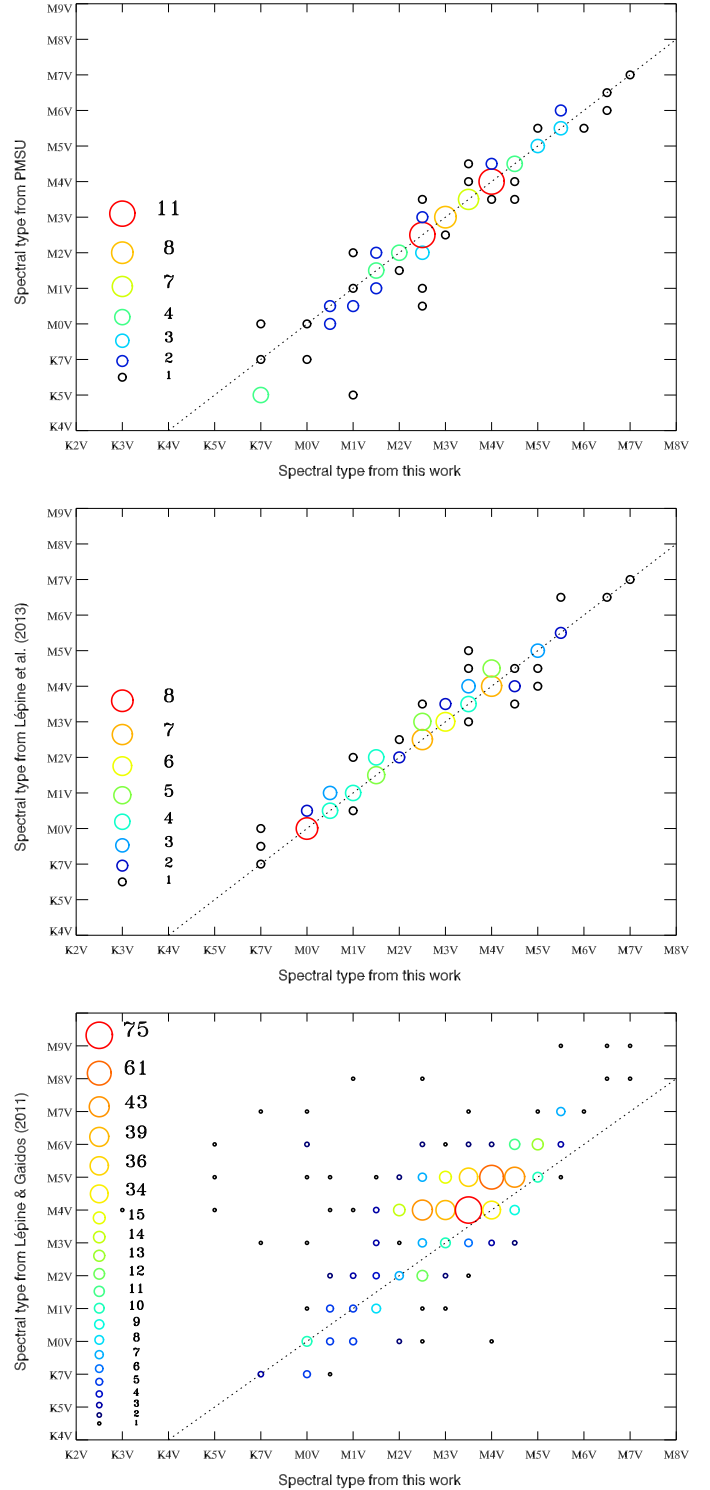 M9V
M8V
M7V
M6V
M5V
M4V
M3V
M2V
M1V
M0V
K7V
K5V
K4V
Spectral type from PMSU
11
8
7
4
3
2
1
K2V K3V K4V K5V K7V M0V M1V M2V M3V M4V M5V M6V M7V M8V
Spectral type from this work
M9V
M8V
M7V
M6V
M5V
M4V
M3V
M2V
M1V
M0V
K7V
K5V
K4V
Spectral type from Lépine et al. (2013)
8
7
6
5
4
3
2
1
K2V K3V K4V K5V K7V M0V M1V M2V M3V M4V M5V M6V M7V M8V
Spectral type from this work
M9V
M8V
M7V
M6V
M5V
M4V
M3V
M2V
M1V
M0V
K7V
K5V
K4V
Spectral type from Lépine & Gaidos (2011)
75
61
43
39
36
34
15
14
13
12
11
10
9
8
7
6
5
4
3
2
1
K2V K3V K4V K5V K7V M0V M1V M2V M3V M4V M5V M6V M7V M8V
Spectral type from this work